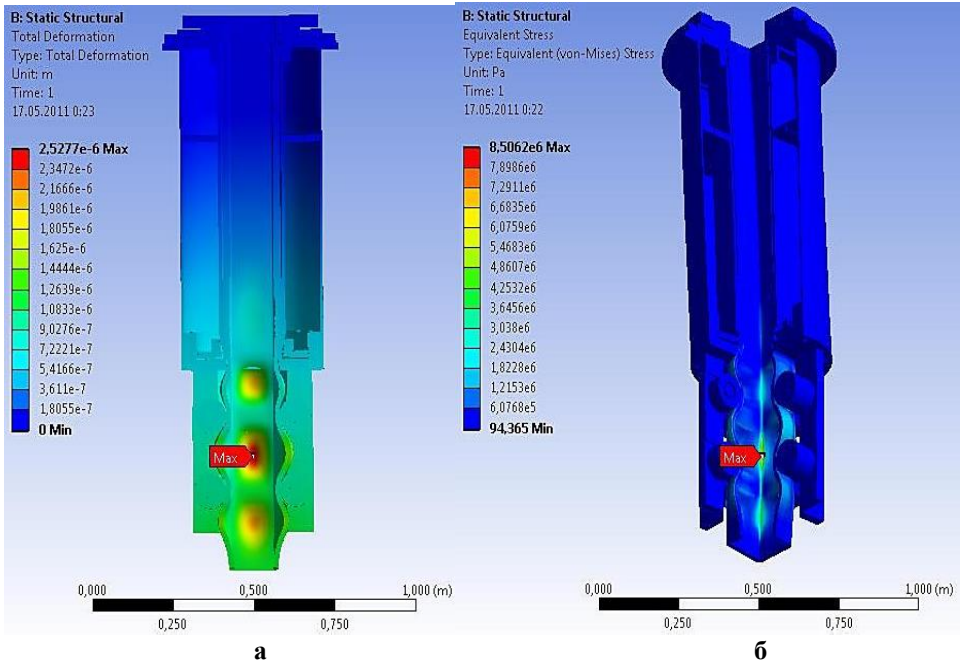 B: Static Structural
Total Deformation
Type: Total Deformation
Unit: m
Time: 1
17.05.2011 0:23
2,5277e-6 Max
2,3472e-6
2,1666e-6
1,9861e-6
1,8055e-6
1,625e-6
1,4444e-6
1,2639e-6
1,0833e-6
9,0276e-7
7,2221e-7
5,4166e-7
3,611e-7
1,8055e-7
0 Min
Max
0,000 0,500 1,000 (m)
0,250 0,750
а
B: Static Structural
Equivalent Stress
Type: Equivalent (von-Mises) Stress
Unit: Pa
Time: 1
17.05.2011 0:22
8,5062e6 Max
7,8986e6
7,2911e6
6,6835e6
6,0759e6
5,4683e6
4,8607e6
4,2532e6
3,6456e6
3,038e6
2,4304e6
1,8228e6
1,2153e6
6,0768e5
94,365 Min
Max
0,000 0,500 1,000 (m)
0,250 0,750
б